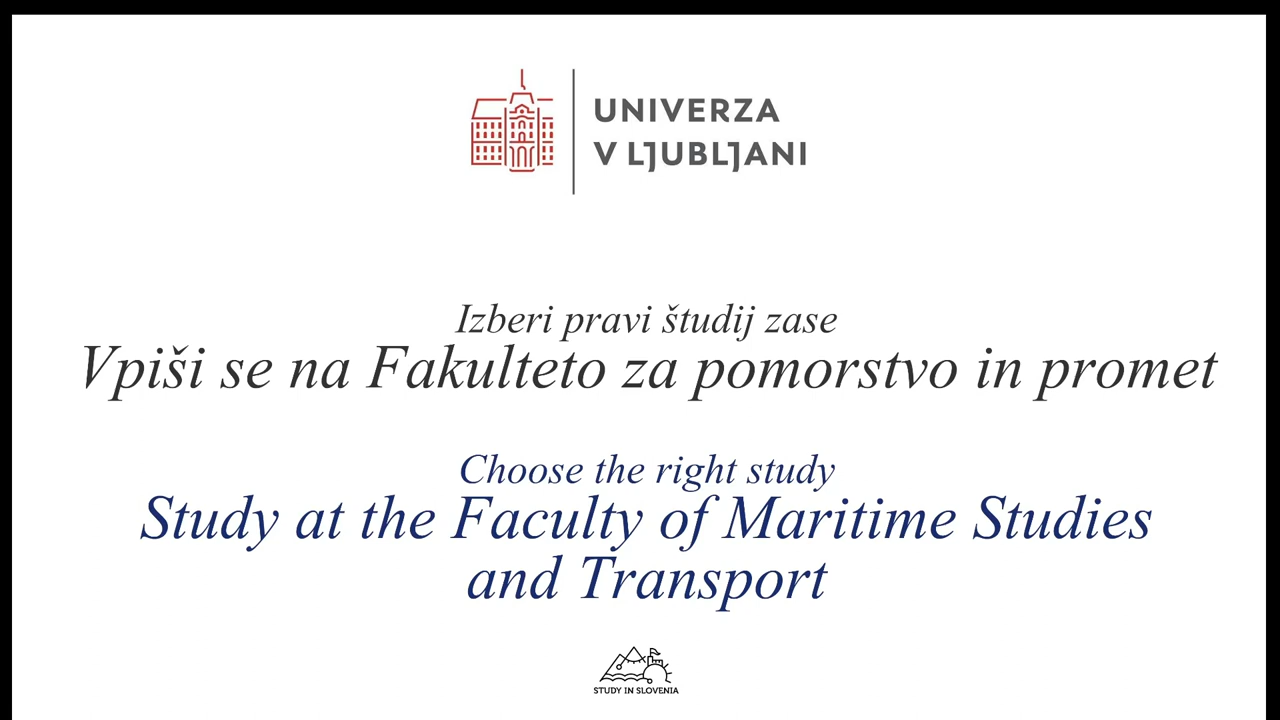 UNIVERZA
V LJUBLJANI
Izberi pravi študij zase
Vpiši se na Fakulteto za pomorstvo in promet
Choose the right study
Study at the Faculty of Maritime Studies
and Transport
STUDY IN SLOVENIA